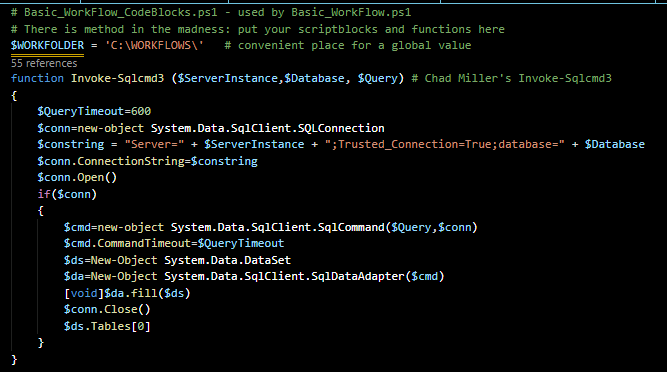 # Basic_WorkFlow_CodeBlocks.ps1 - used by Basic_WorkFlow.ps1
# There is method in the madness: put your scriptblocks and functions here
$WORKFOLDER = 'C:\WORKFLOWS\'   # convenient place for a global value
55 references
function Invoke-Sqlcmd3 ($ServerInstance,$Database, $Query) # Chad Miller's Invoke-Sqlcmd3
{
    $QueryTimeout=600
    $conn=new-object System.Data.SqlClient.SQLConnection
    $constring = "Server=" + $ServerInstance + ";Trusted_Connection=True;database=" + $Database
    $conn.ConnectionString=$constring
    $conn.Open()
    if($conn)
    {
        $cmd=new-object System.Data.SqlClient.SqlCommand($Query,$conn)
        $cmd.CommandTimeout=$QueryTimeout
        $ds=New-Object System.Data.DataSet
        $da=New-Object System.Data.SqlClient.SqlDataAdapter($cmd)
        [void]$da.fill($ds)
        $conn.Close()
        $ds.Tables[0]
    }
}